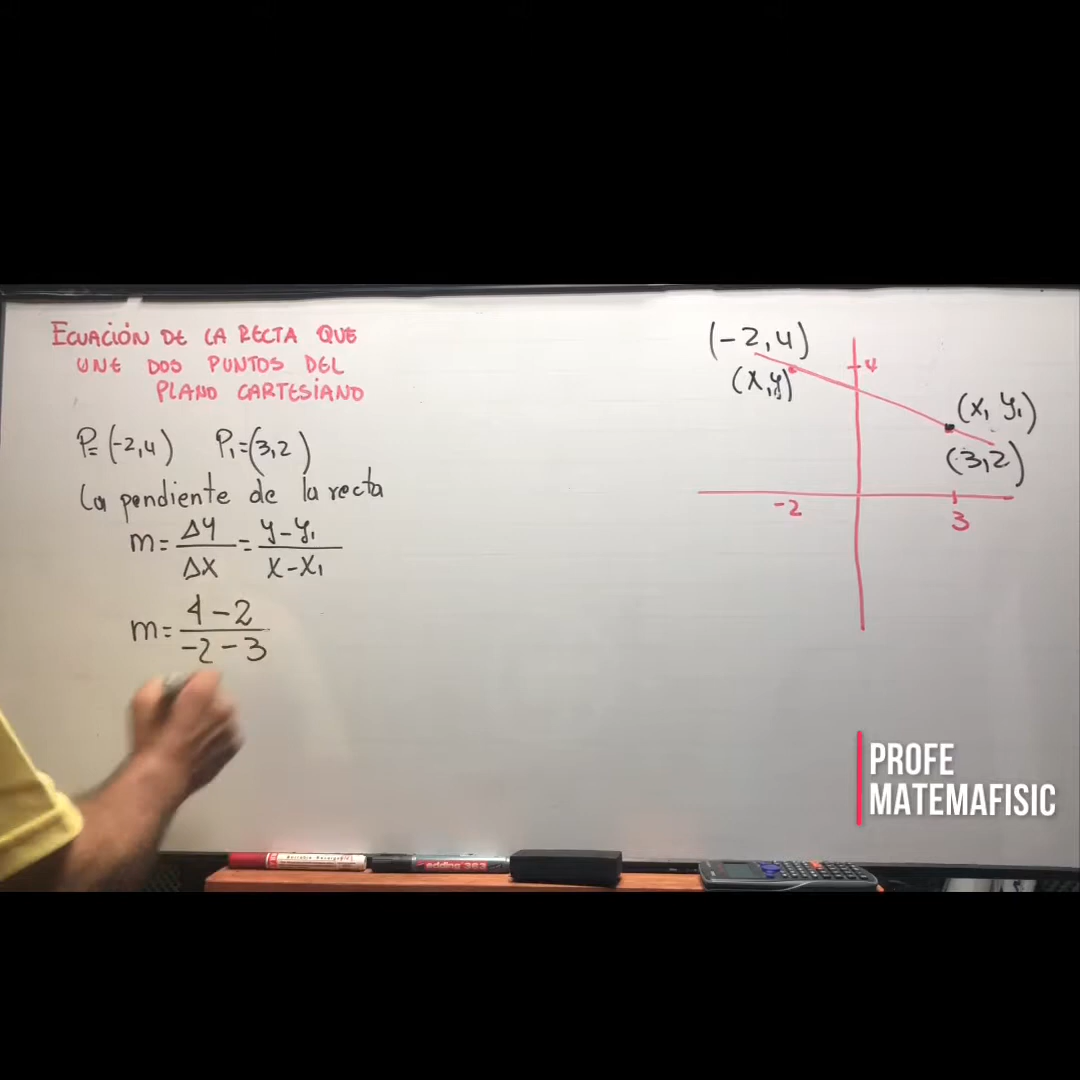 ECUACIÓN DE LA RECTA QUE
UNE DOS PUNTOS DEL
PLANO CARTESIANO
P=(-2,4) P₁=(3,2)
La pendiente de la recta
m= Δy/Δx = y-y₁/x-x₁
m= 4-2/-2-3
(-2,4)
(x,y)
4
(x, y₁)
(3,2)
-2
3
PROFE
MATEMAFISIC
edding 363